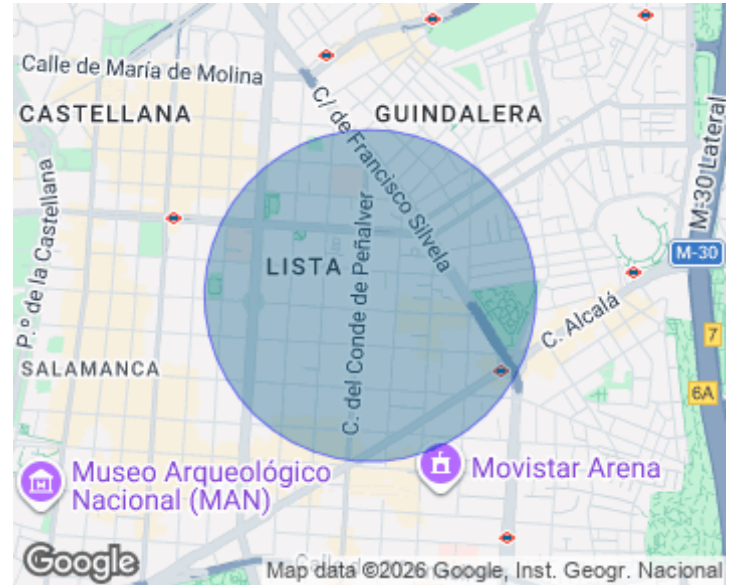 Calle de María de Molina
CASTELLANA
C/ de Francisco Silvela
GUINDALERA
M-30 Lateral
P.º de la Castellana
C. del Conde de Peñalver
LISTA
M-30
C. Alcalá
7
SALAMANCA
6A
Museo Arqueológico
Nacional (MAN)
Movistar Arena
Google
Map data ©2026 Google, Inst. Geogr. Nacional